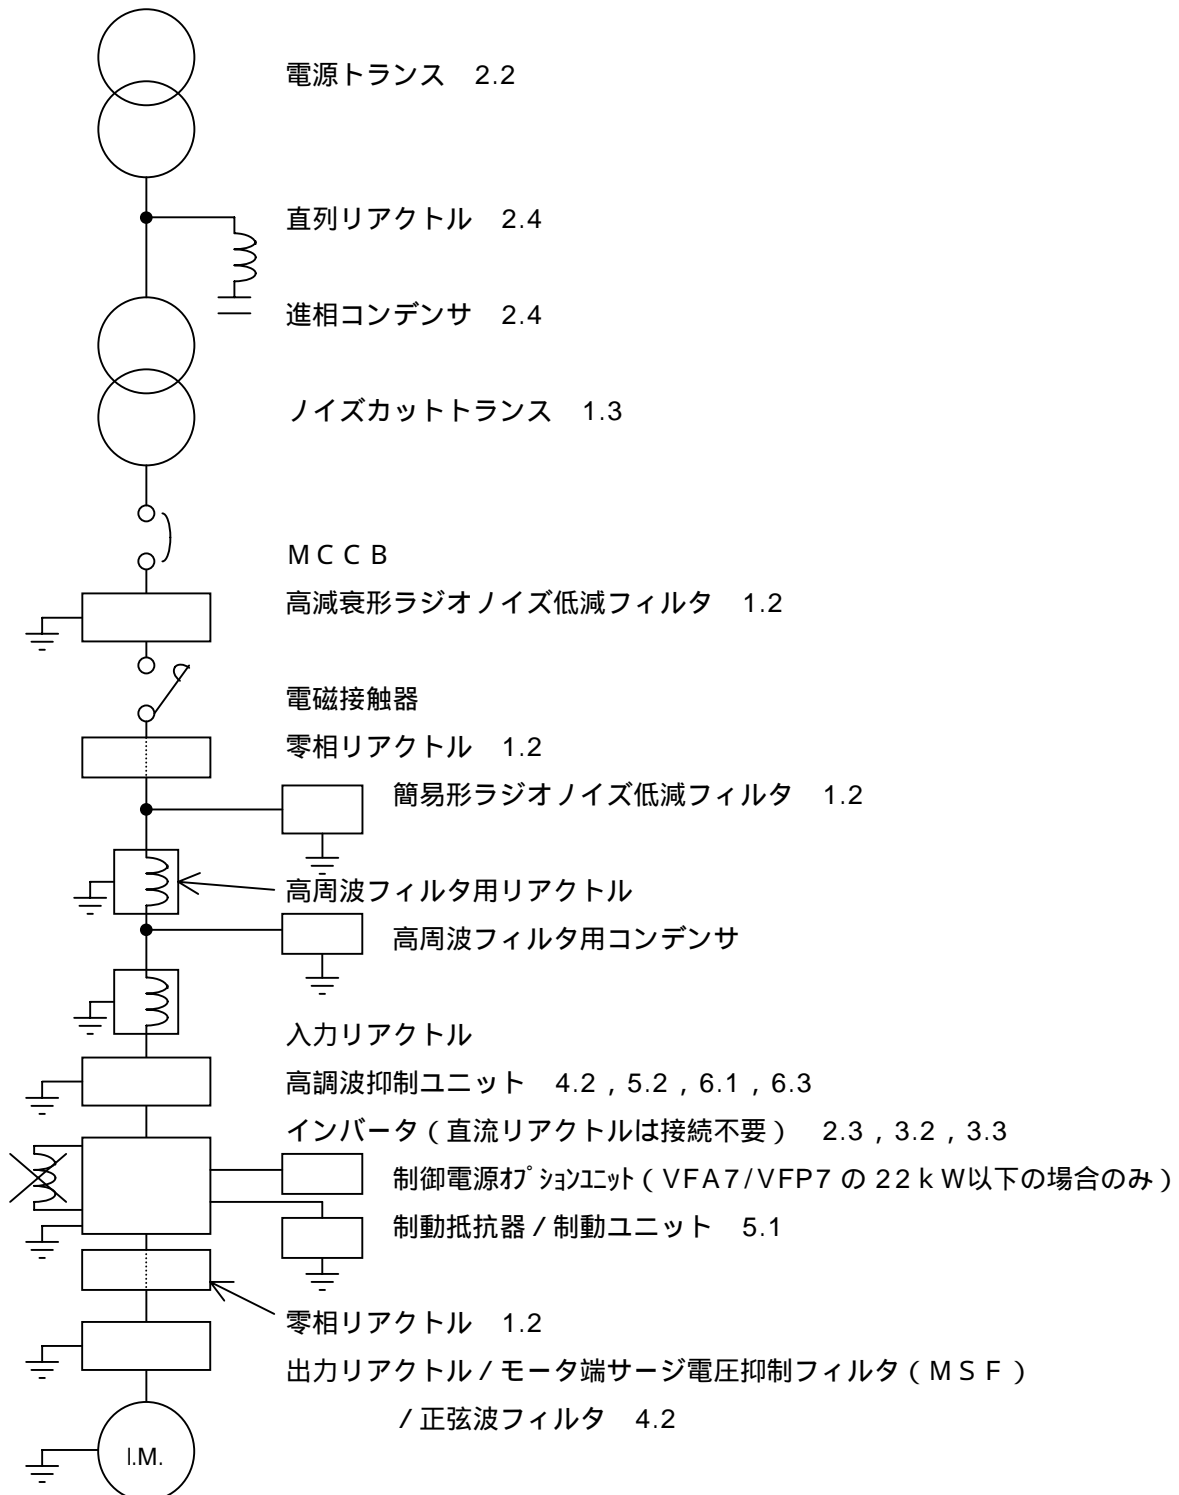 電源トランス 2.2
直列リアクトル 2.4
進相コンデンサ 2.4
ノイズカットトランス 1.3
ＭＣＣＢ
高減衰形ラジオノイズ低減フィルタ 1.2
電磁接触器
零相リアクトル 1.2
簡易形ラジオノイズ低減フィルタ 1.2
高周波フィルタ用リアクトル
高周波フィルタ用コンデンサ
入力リアクトル
高調波抑制ユニット 4.2 , 5.2 , 6.1 , 6.3
インバータ（直流リアクトルは接続不要） 2.3 , 3.2 , 3.3
制御電源ｵﾌﾟｼｮﾝﾕﾆｯﾄ（VFA7/VFP7 の 22ｋW以下の場合のみ）
制動抵抗器 / 制動ユニット 5.1
零相リアクトル 1.2
出力リアクトル / モータ端サージ電圧抑制フィルタ（ＭＳＦ）
/ 正弦波フィルタ 4.2
I.M.